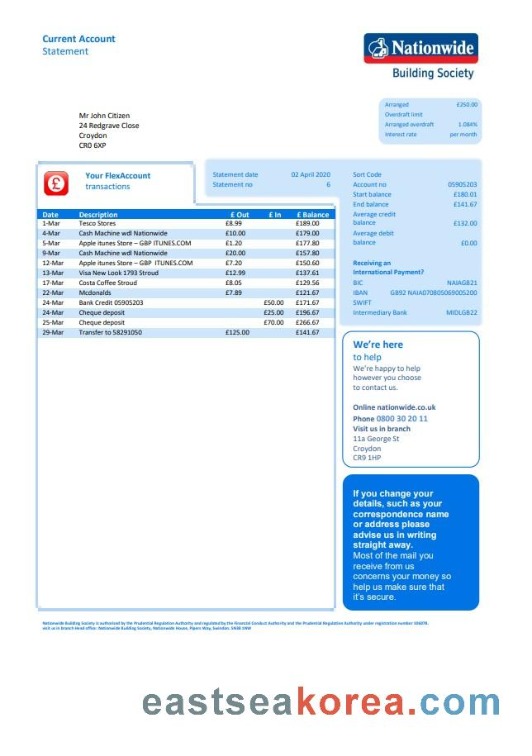 Current Account
Statement
Nationwide
Building Society
Mr John Citizen
24 Redgrave Close
Croydon
CR0 6XP
Arranged £250.00
Overdraft limit
Arranged overdraft 1.084%
Interest rate per month
Your FlexAccount
transactions
Statement date 02 April 2020
Statement no 6
Sort Code
Account no 05905203
Start balance £180.01
End balance £141.67
Average credit
balance £132.00
Average debit
balance £0.00
Receiving an
International Payment?
BIC NAIAGB21
IBAN GB92 NAIA070805069005200
SWIFT
Intermediary Bank MIDLGB22
Date Description £ Out £ In £ Balance
1-Mar Tesco Stores £8.99 £189.00
4-Mar Cash Machine wdl Nationwide £10.00 £179.00
5-Mar Apple itunes Store – GBP ITUNES.COM £1.20 £177.80
9-Mar Cash Machine wdl Nationwide £20.00 £157.80
12-Mar Apple itunes Store – GBP ITUNES.COM £7.20 £150.60
13-Mar Visa New Look 1793 Stroud £12.99 £137.61
17-Mar Costa Coffee Stroud £8.05 £129.56
22-Mar Mcdonalds £7.89 £121.67
24-Mar Bank Credit 05905203 £50.00 £171.67
24-Mar Cheque deposit £25.00 £196.67
25-Mar Cheque deposit £70.00 £266.67
29-Mar Transfer to 58291050 £125.00 £141.67
We're here
to help
We're happy to help
however you choose
to contact us.
Online nationwide.co.uk
Phone 0800 30 20 11
Visit us in branch
11a George St
Croydon
CR9 1HP
If you change your
details, such as your
correspondence name
or address please
advise us in writing
straight away.
Most of the mail you
receive from us
concerns your money so
help us make sure that
it's secure.
Nationwide Building Society is authorised by the Prudential Regulation Authority and regulated by the Financial Conduct Authority and the Prudential Regulation Authority under registration number
Head office: Nationwide Building Society, Nationwide House, Pipers Way, Swindon. SN38 1NW
eastseakorea.com